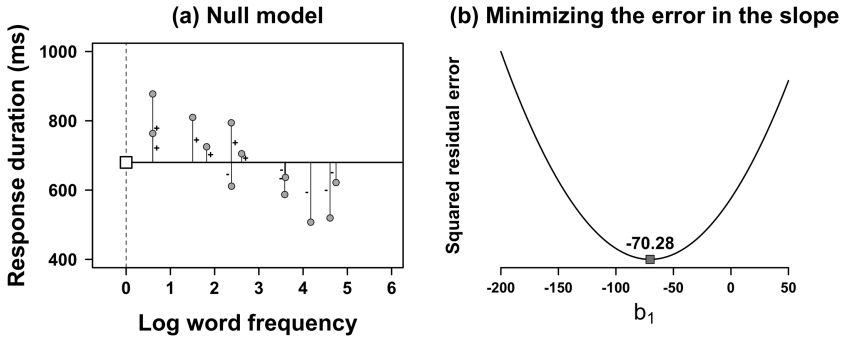 (a) Null model
Response duration (ms)
1000
800
600
400
+
+
+
+
+
+
-
-
-
-
-
-
0 1 2 3 4 5 6
Log word frequency
(b) Minimizing the error in the slope
Squared residual error
-70.28
-200 -150 -100 -50 0 50
b₁